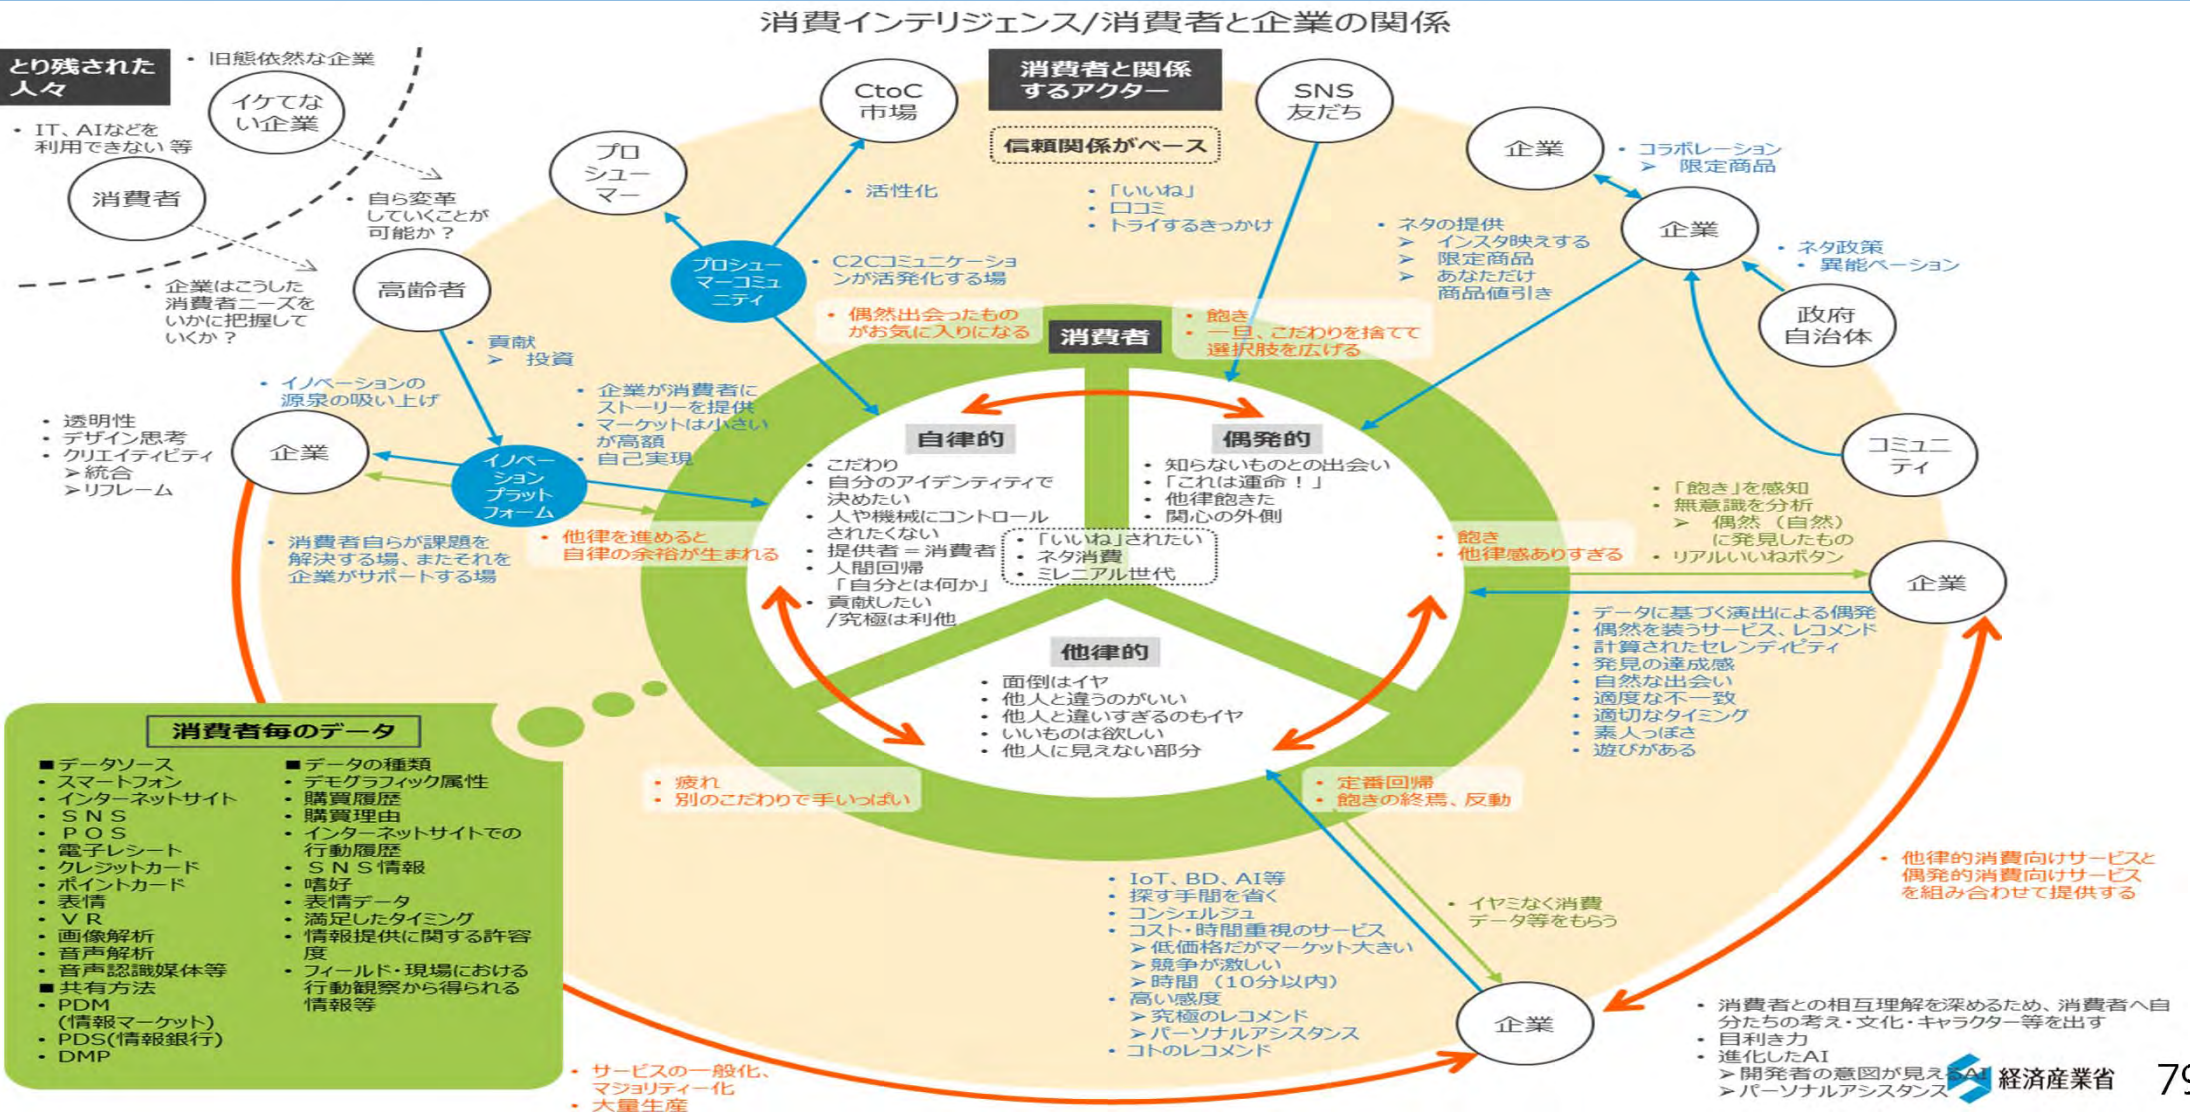 消費インテリジェンス/消費者と企業の関係
とり残された
人々
• 旧態依然な企業
イケてな
い企業
• IT、AIなどを
利用できない 等
消費者
• 自ら変革
していくことが
可能か？
• 企業はこうした
消費者ニーズを
いかに把握して
いくか？
高齢者
プロ
シュー
マー
CtoC
市場
消費者と関係
するアクター
信頼関係がベース
SNS
友だち
企業
• コラボレーション
➢ 限定商品
企業
• ネタ政策
• 異能ベーション
政府
自治体
コミュニ
ティ
• 活性化
• 「いいね」
• 口コミ
• トライするきっかけ
• ネタの提供
➢ インスタ映えする
➢ 限定商品
➢ あなただけ
商品値引き
プロシュー
マーコミュ
ニティ
• C2Cコミュニケーショ
ンが活発化する場
• 偶然出会ったもの
がお気に入りになる
消費者
• 飽き
• 一旦、こだわりを捨てて
選択肢を広げる
• 貢献
➢ 投資
• イノベーションの
源泉の吸い上げ
• 企業が消費者に
ストーリーを提供
• マーケットは小さい
が高額
• 自己実現
• 透明性
• デザイン思考
• クリエイティビティ
➢統合
➢リフレーム
企業
イノベー
ション
プラット
フォーム
• 消費者自らが課題を
解決する場、またそれを
企業がサポートする場
• 他律を進めると
自律の余裕が生まれる
自律的
• こだわり
• 自分のアイデンティティで
決めたい
• 人や機械にコントロール
されたくない
• 提供者＝消費者
• 人間回帰
「自分とは何か」
• 貢献したい
/究極は利他
偶発的
• 知らないものとの出会い
• 「これは運命！」
• 他律飽きた
• 関心の外側
• 「いいね」されたい
• ネタ消費
• ミレニアル世代
他律的
• 面倒はイヤ
• 他人と違うのがいい
• 他人と違いすぎるのもイヤ
• いいものは欲しい
• 他人に見えない部分
• 飽き
• 他律感ありすぎる
• 「飽き」を感知
• 無意識を分析
➢ 偶然（自然）
に発見したもの
• リアルいいねボタン
企業
• データに基づく演出による偶発
• 偶然を装うサービス、レコメンド
• 計算されたセレンディピティ
• 発見の達成感
• 自然な出会い
• 適度な不一致
• 適切なタイミング
• 素人っぽさ
• 遊びがある
• 疲れ
• 別のこだわりで手いっぱい
• 定番回帰
• 飽きの終焉、反動
消費者毎のデータ
■データソース
• スマートフォン
• インターネットサイト
• ＳＮＳ
• ＰＯＳ
• 電子レシート
• クレジットカード
• ポイントカード
• 表情
• ＶＲ
• 画像解析
• 音声解析
• 音声認識媒体等
■共有方法
• PDM
(情報マーケット)
• PDS(情報銀行)
• DMP
■データの種類
• デモグラフィック属性
• 購買履歴
• 購買理由
• インターネットサイトでの
行動履歴
• ＳＮＳ情報
• 嗜好
• 表情データ
• 満足したタイミング
• 情報提供に関する許容
度
• フィールド・現場における
行動観察から得られる
情報等
• IoT、BD、AI等
• 探す手間を省く
• コンシェルジュ
• コスト・時間重視のサービス
➢低価格だがマーケット大きい
➢競争が激しい
➢時間（10分以内）
• 高い感度
➢究極のレコメンド
➢パーソナルアシスタンス
• コトのレコメンド
• イヤミなく消費
データ等をもらう
企業
• 他律的消費向けサービスと
偶発的消費向けサービス
を組み合わせて提供する
• サービスの一般化、
マジョリティー化
• 大量生産
• 消費者との相互理解を深めるため、消費者へ自
分たちの考え・文化・キャラクター等を出す
• 目利き力
• 進化したAI
➢開発者の意図が見えるAI
➢パーソナルアシスタンス
経済産業省
79